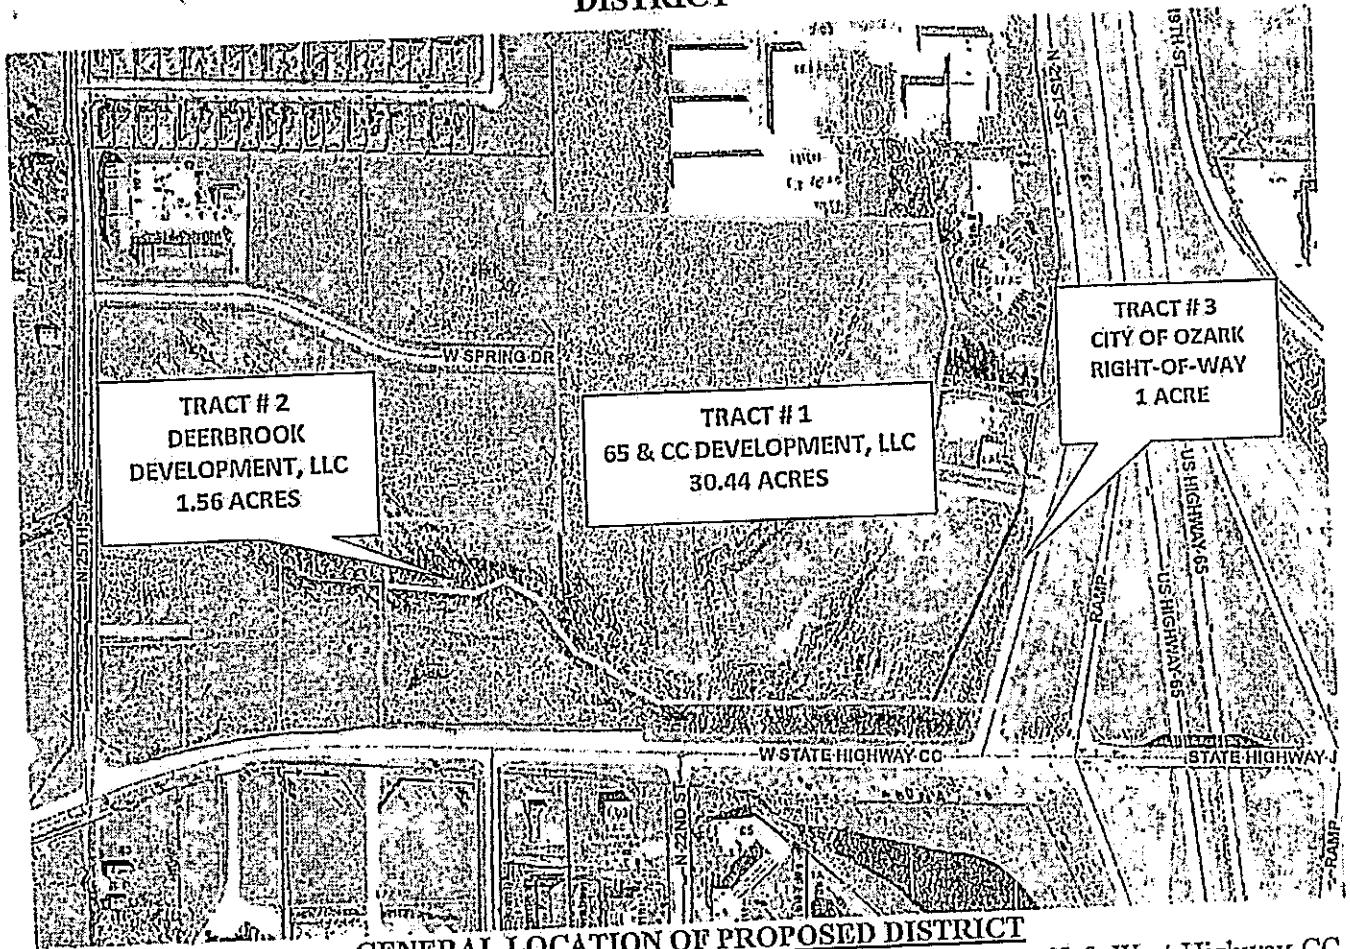 DISTRICT
N 21ST ST
19TH ST
W SPRING DR
TRACT # 2
DEERBROOK
DEVELOPMENT, LLC
1.56 ACRES
TRACT # 1
65 & CC DEVELOPMENT, LLC
30.44 ACRES
TRACT # 3
CITY OF OZARK
RIGHT-OF-WAY
1 ACRE
RAMP
US HIGHWAY 65
US HIGHWAY 65
W STATE HIGHWAY CC
STATE HIGHWAY J
N 22ND ST
RAMP
GENERAL LOCATION OF PROPOSED DISTRICT
West Highway CC